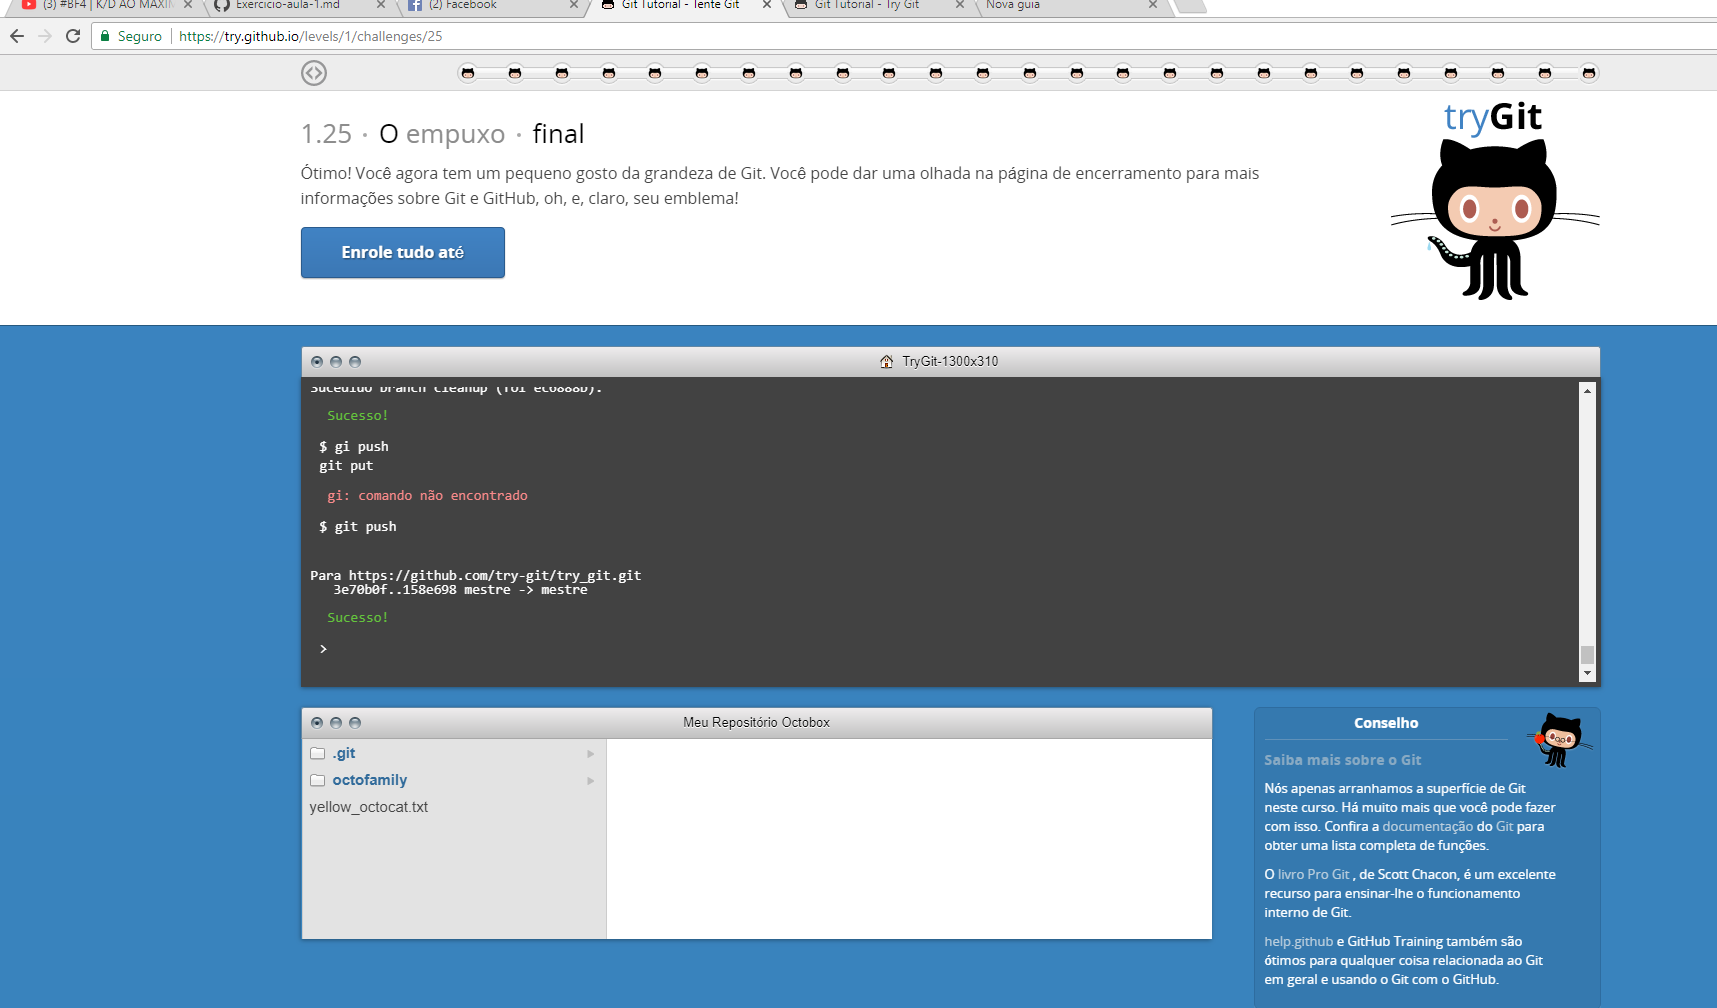 (3) #BF4 | K/D AO MAXIM
Exercicio-aula-1.md
(2) Facebook
Git Tutorial - Tente Git
Git Tutorial - Try Git
Nova guia
Seguro
https://try.github.io/levels/1/challenges/25
1.25 · O empuxo · final
tryGit
Ótimo! Você agora tem um pequeno gosto da grandeza de Git. Você pode dar uma olhada na página de encerramento para mais
informações sobre Git e GitHub, oh, e, claro, seu emblema!
Enrole tudo até
TryGit-1300x310
Sucedido branch cleanup (foi ec6888b).
Sucesso!
$ gi push
git put
gi: comando não encontrado
$ git push
Para https://github.com/try-git/try_git.git
3e70b0f..158e698 mestre -> mestre
Sucesso!
>
Meu Repositório Octobox
.git
octofamily
yellow_octocat.txt
Conselho
Saiba mais sobre o Git
Nós apenas arranhamos a superfície de Git
neste curso. Há muito mais que você pode fazer
com isso. Confira a documentação do Git para
obter uma lista completa de funções.
O livro Pro Git , de Scott Chacon, é um excelente
recurso para ensinar-lhe o funcionamento
interno de Git.
help.github e GitHub Training também são
ótimos para qualquer coisa relacionada ao Git
em geral e usando o Git com o GitHub.